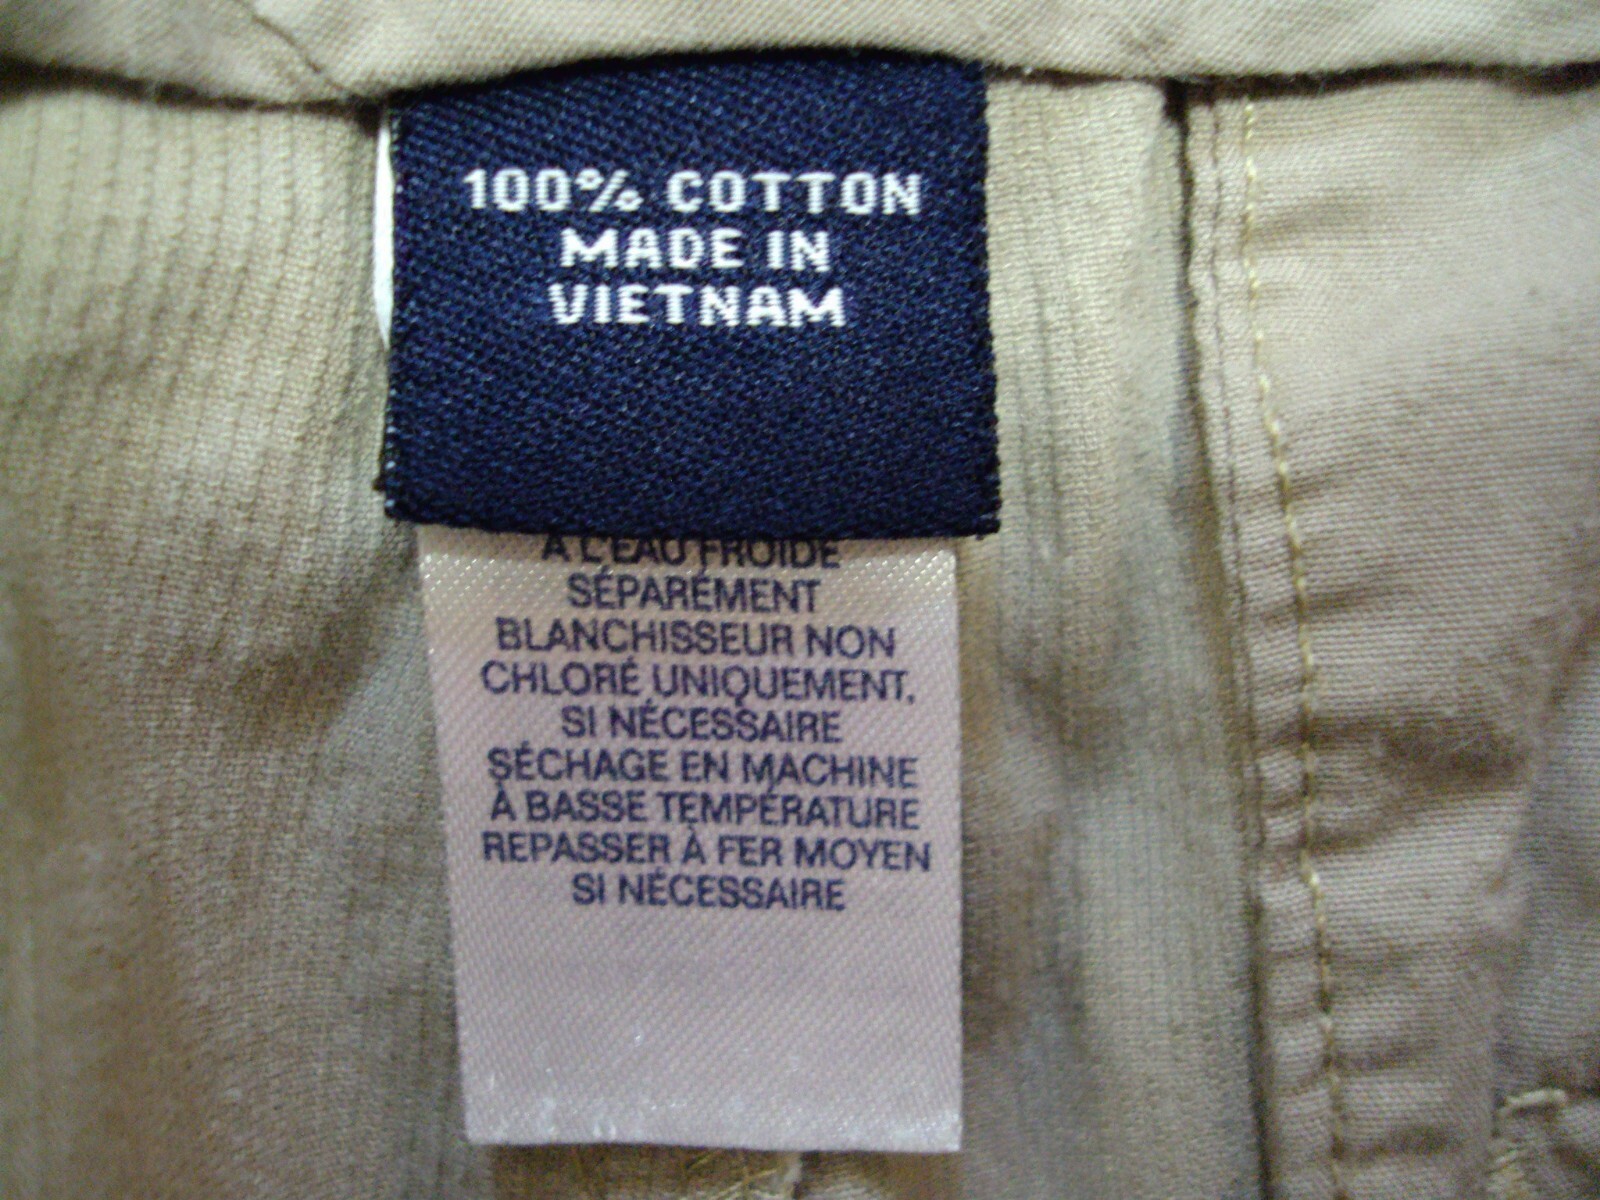 100% COTTON
MADE IN
VIETNAM
À L'EAU FROIDE
SÉPARÉMENT
BLANCHISSEUR NON
CHLORÉ UNIQUEMENT,
SI NÉCESSAIRE
SÉCHAGE EN MACHINE
À BASSE TEMPÉRATURE
REPASSER À FER MOYEN
SI NÉCESSAIRE